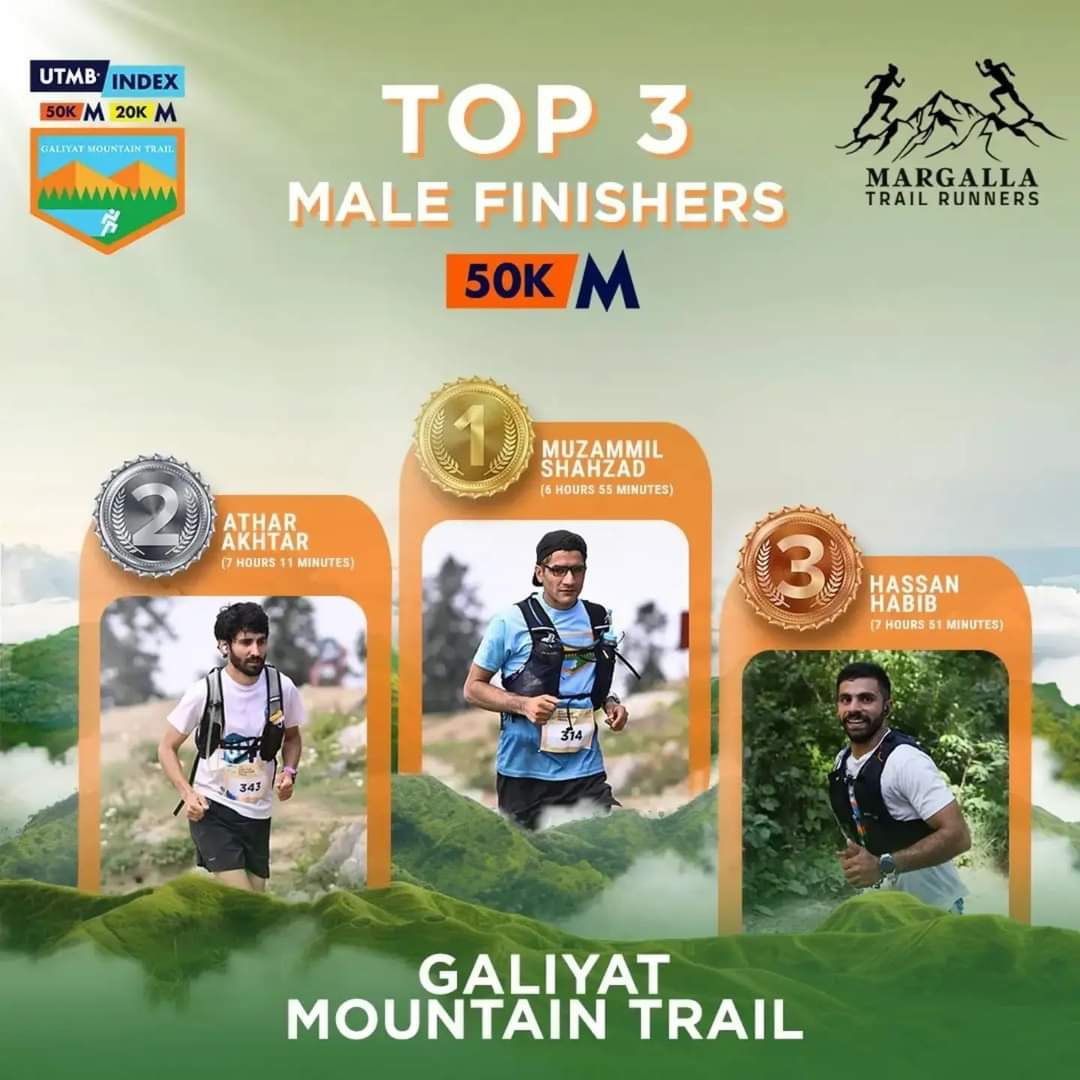 UTMB® INDEX
50K M 20K M
GALIYAT MOUNTAIN TRAIL
TOP 3
MALE FINISHERS
50K M
MARGALLA
TRAIL RUNNERS
1
MUZAMMIL
SHAHZAD
(6 HOURS 55 MINUTES)
2
ATHAR
AKHTAR
(7 HOURS 11 MINUTES)
3
HASSAN
HABIB
(7 HOURS 51 MINUTES)
314
343
GALIYAT
MOUNTAIN TRAIL